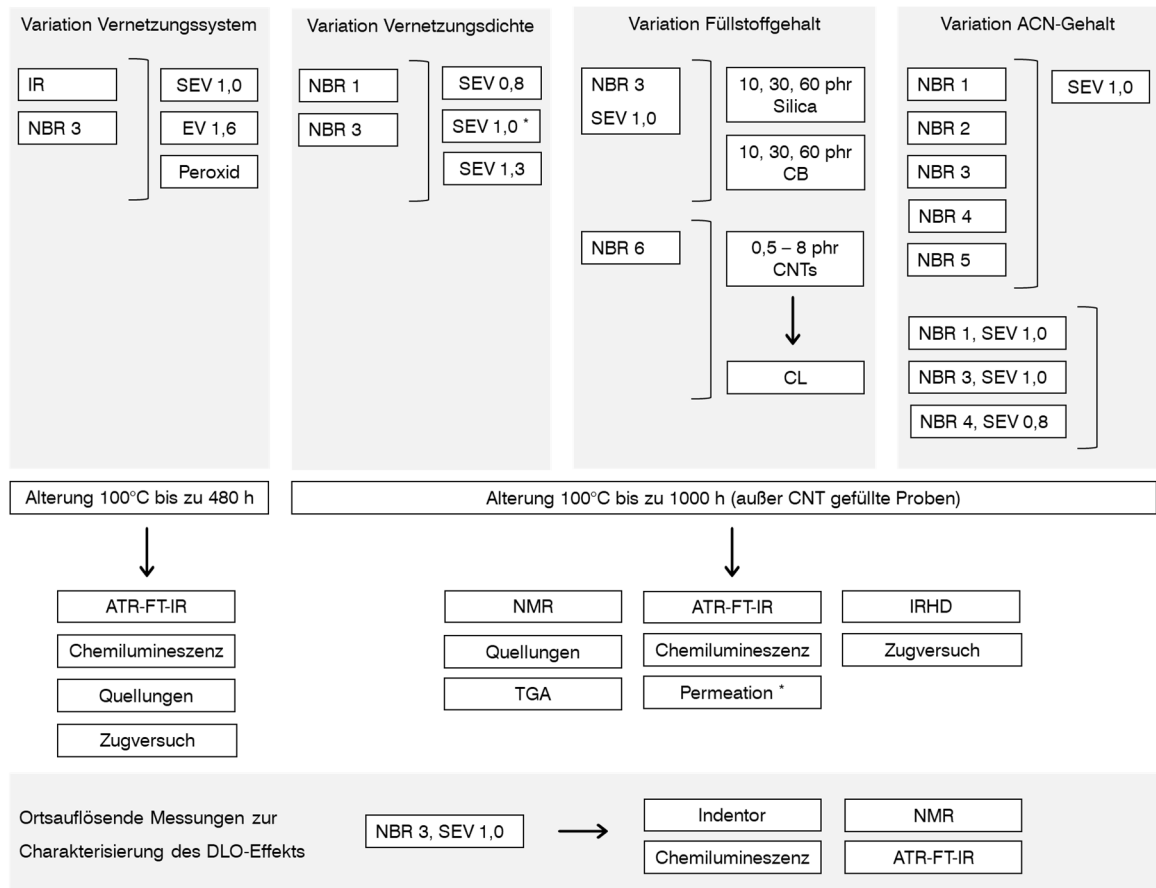 Variation Vernetzungssystem
IR
NBR 3
SEV 1,0
EV 1,6
Peroxid
Variation Vernetzungsdichte
NBR 1
NBR 3
SEV 0,8
SEV 1,0 *
SEV 1,3
Variation Füllstoffgehalt
NBR 3
SEV 1,0
10, 30, 60 phr
Silica
10, 30, 60 phr
CB
NBR 6
0,5 – 8 phr
CNTs
CL
Variation ACN-Gehalt
NBR 1
NBR 2
NBR 3
NBR 4
NBR 5
SEV 1,0
NBR 1, SEV 1,0
NBR 3, SEV 1,0
NBR 4, SEV 0,8
Alterung 100°C bis zu 480 h
Alterung 100°C bis zu 1000 h (außer CNT gefüllte Proben)
ATR-FT-IR
Chemilumineszenz
Quellungen
Zugversuch
NMR
Quellungen
TGA
ATR-FT-IR
Chemilumineszenz
Permeation *
IRHD
Zugversuch
Ortsauflösende Messungen zur
Charakterisierung des DLO-Effekts
NBR 3, SEV 1,0
Indentor
NMR
Chemilumineszenz
ATR-FT-IR